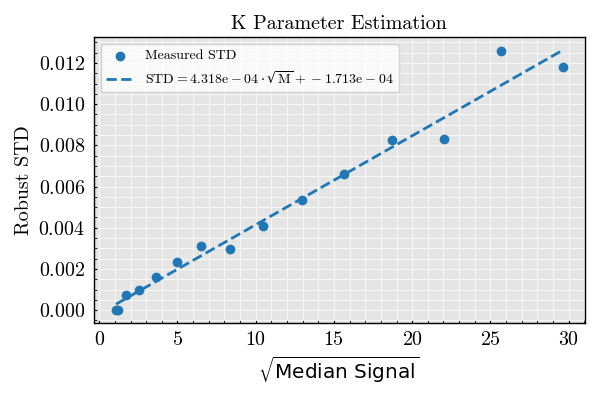 K Parameter Estimation
Measured STD
STD = 4.318e − 04 · √M + −1.713e − 04
Robust STD
0.012
0.010
0.008
0.006
0.004
0.002
0.000
0 5 10 15 20 25 30
√Median Signal